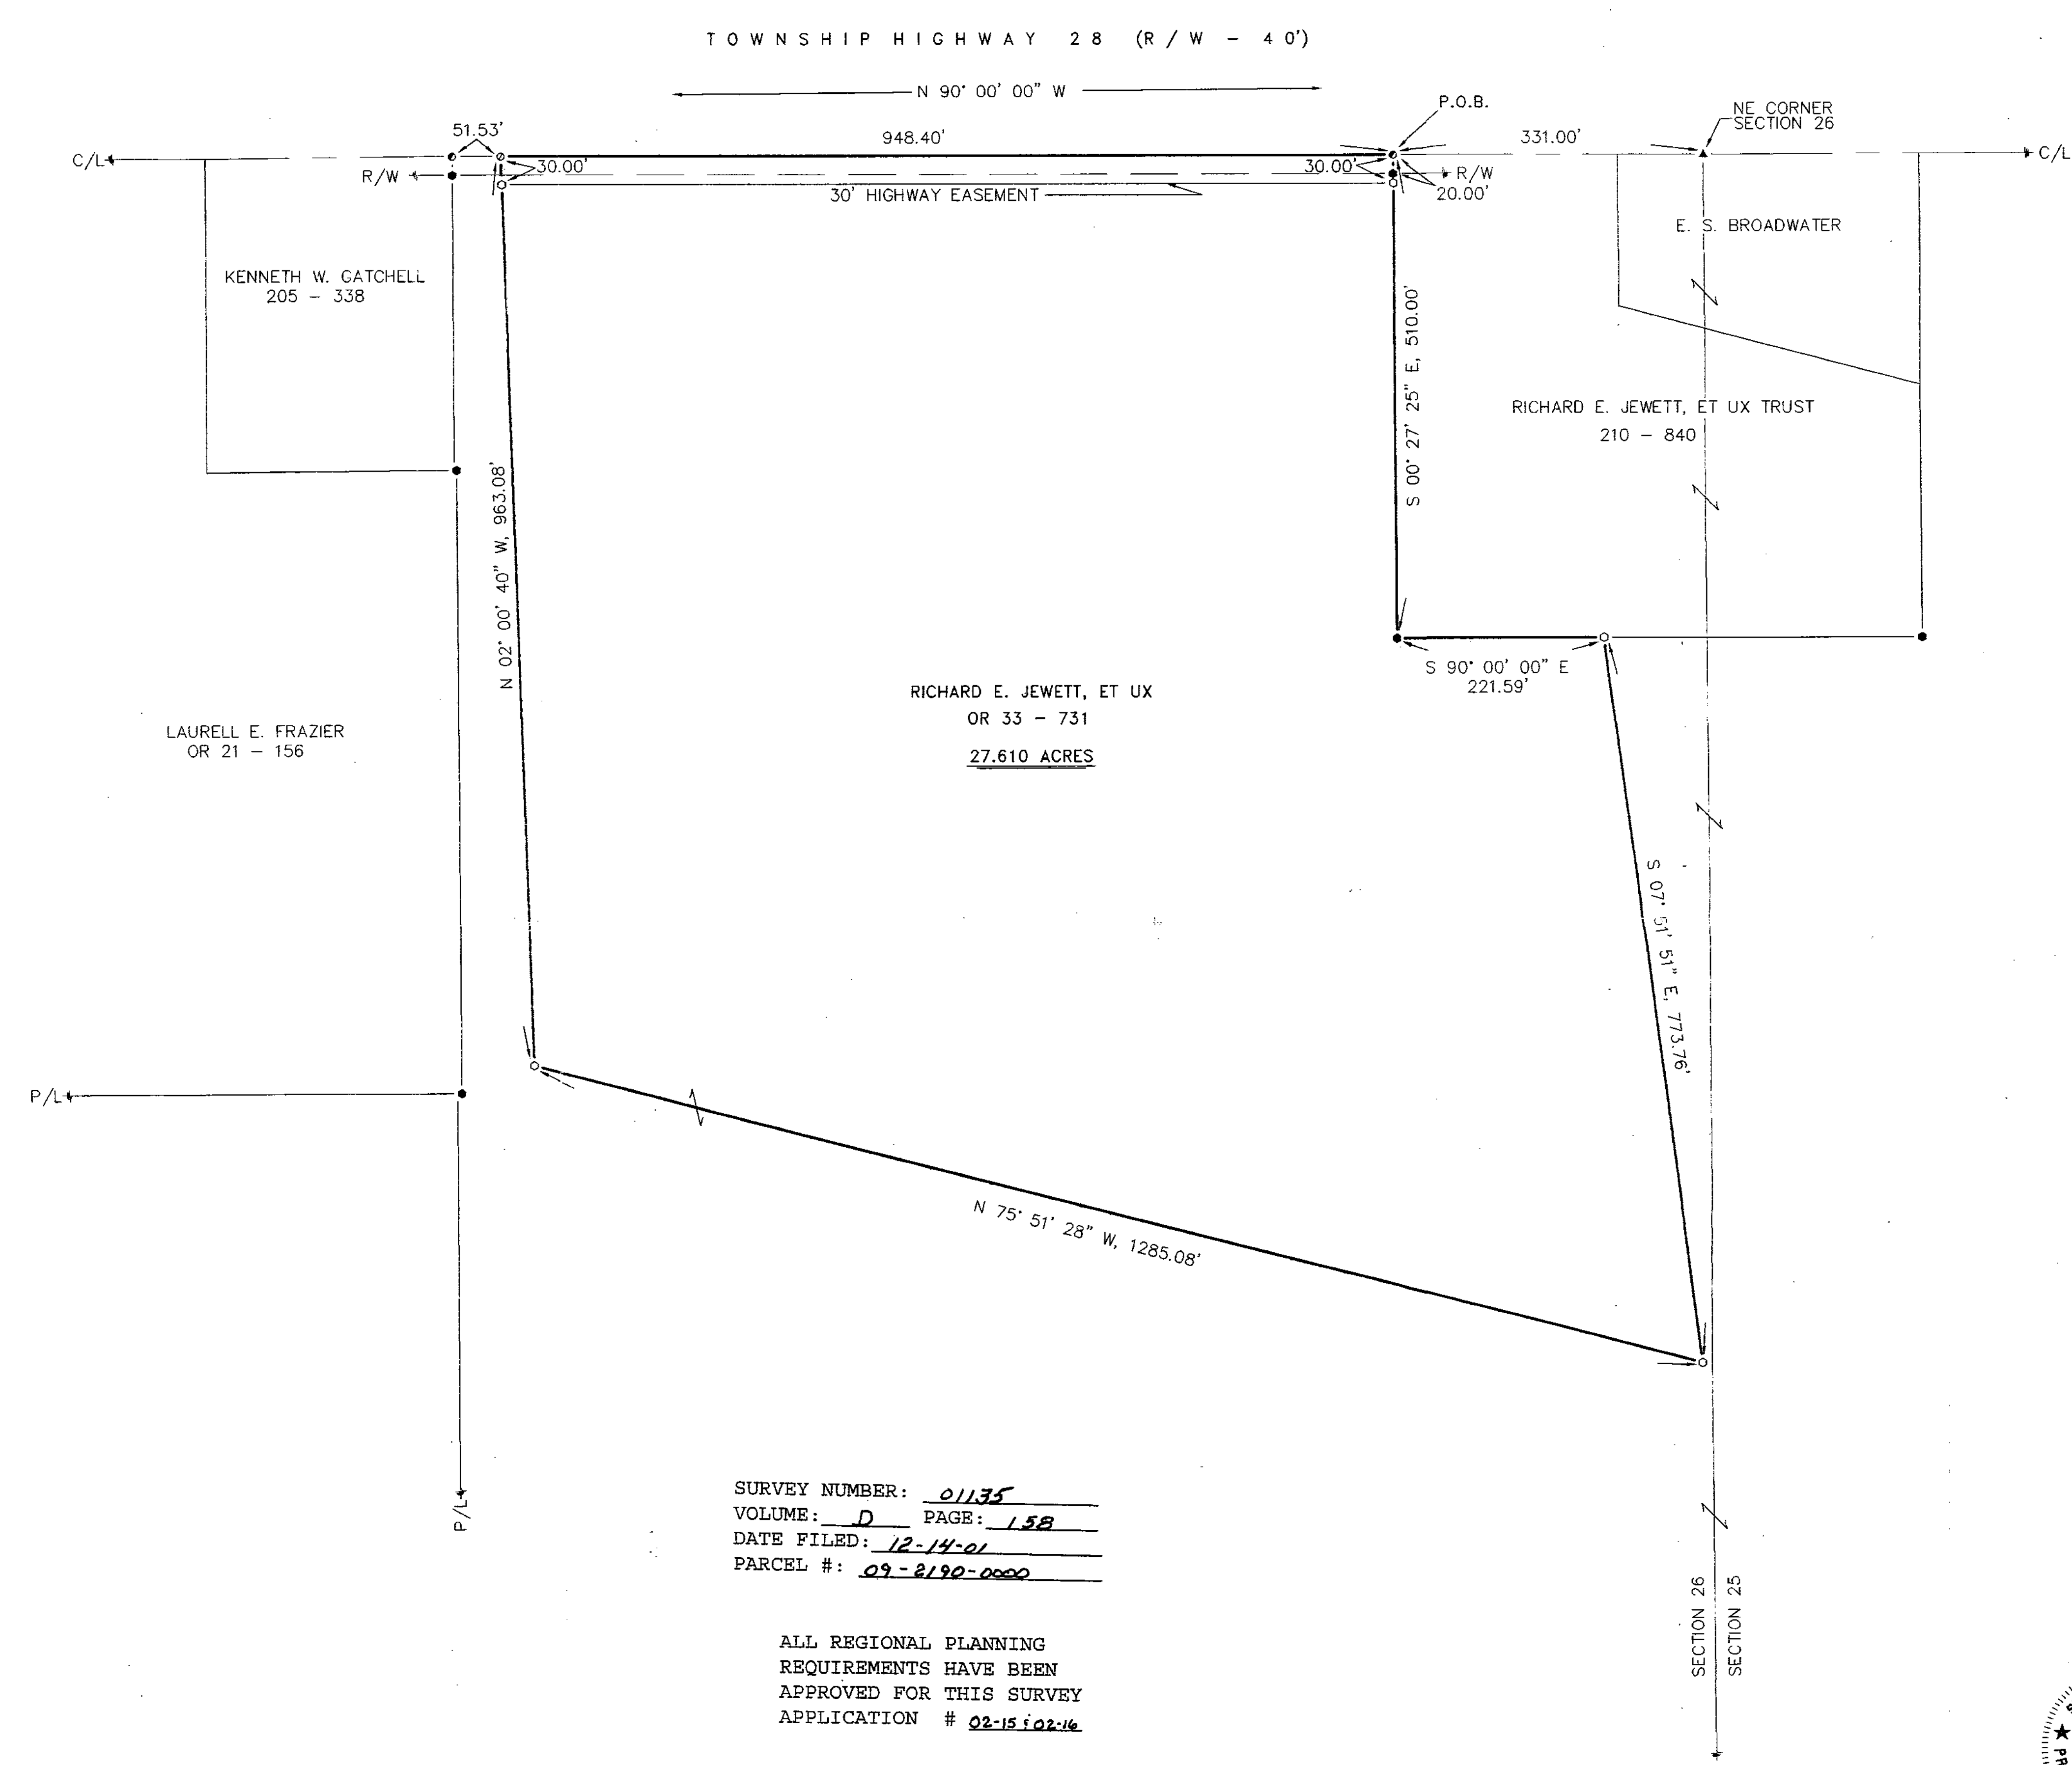 TOWNSHIP HIGHWAY 28 (R/W - 40')
N 90° 00' 00" W
P.O.B.
NE CORNER
SECTION 26
51.53'
948.40'
331.00'
C/L
C/L
30.00'
30.00'
R/W
R/W
20.00'
30' HIGHWAY EASEMENT
E. S. BROADWATER
KENNETH W. GATCHELL
205 - 338
S 00° 27' 25" E, 510.00'
RICHARD E. JEWETT, ET UX TRUST
210 - 840
N 02° 00' 40" W, 963.08'
S 90° 00' 00" E
221.59'
RICHARD E. JEWETT, ET UX
OR 33 - 731
27.610 ACRES
LAURELL E. FRAZIER
OR 21 - 156
S 07° 51' 51" E, 773.76'
P/L
N 75° 51' 28" W, 1285.08'
P/L
SURVEY NUMBER: 01135
VOLUME: D PAGE: 158
DATE FILED: 12-14-01
PARCEL #: 09-2190-0000
SECTION 26
SECTION 25
ALL REGIONAL PLANNING
REQUIREMENTS HAVE BEEN
APPROVED FOR THIS SURVEY
APPLICATION # 02-15 & 02-16